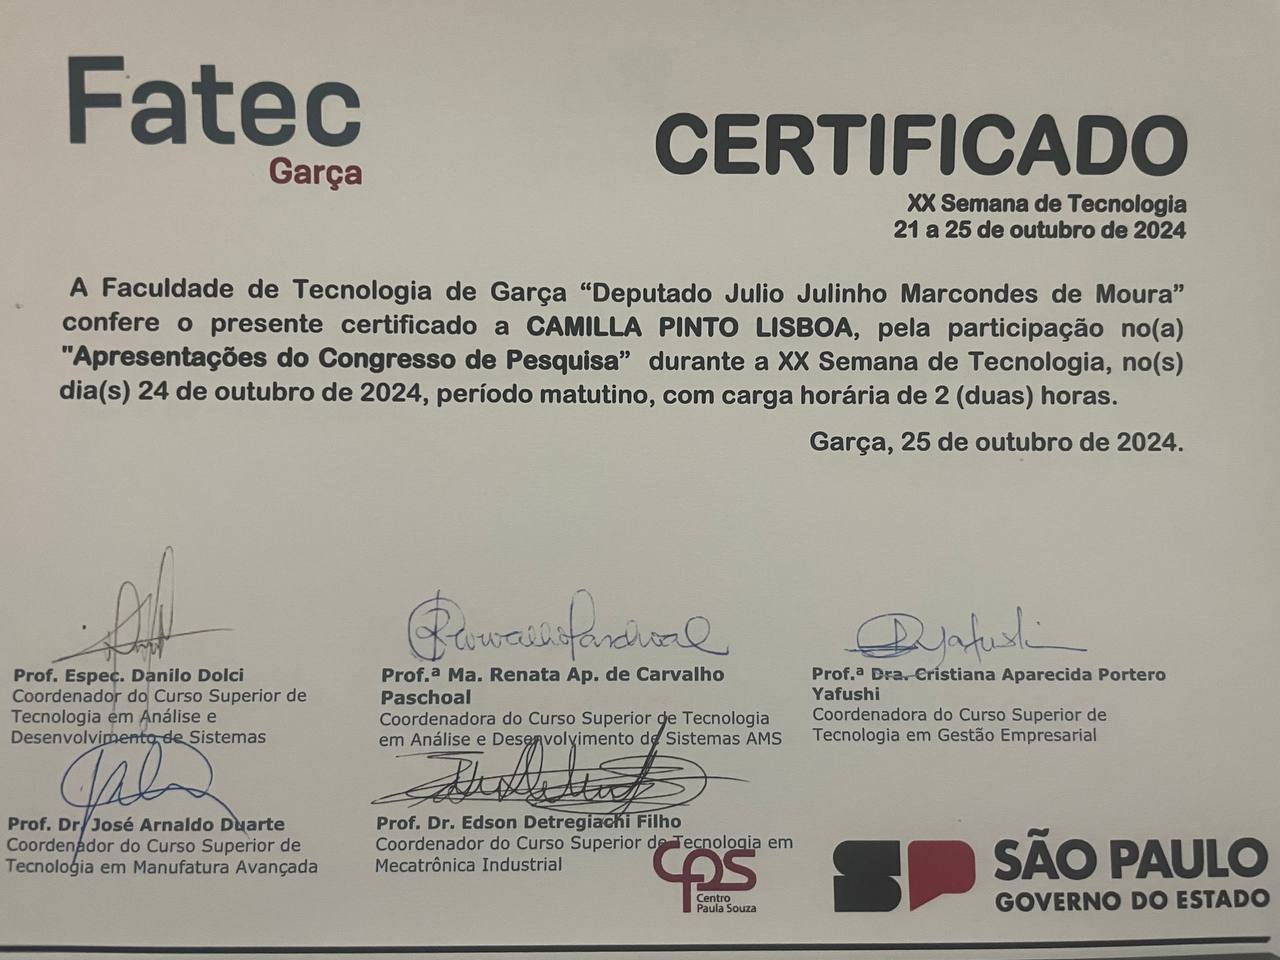 Fatec
Garça
CERTIFICADO
XX Semana de Tecnologia
21 a 25 de outubro de 2024
A Faculdade de Tecnologia de Garça “Deputado Julio Julinho Marcondes de Moura”
confere o presente certificado a CAMILLA PINTO LISBOA, pela participação no(a)
"Apresentações do Congresso de Pesquisa” durante a XX Semana de Tecnologia, no(s)
dia(s) 24 de outubro de 2024, período matutino, com carga horária de 2 (duas) horas.
Garça, 25 de outubro de 2024.
RCarvalhoPaschoal
Yafushi
Prof. Espec. Danilo Dolci
Coordenador do Curso Superior de
Tecnologia em Análise e
Desenvolvimento de Sistemas
Prof.ª Ma. Renata Ap. de Carvalho
Paschoal
Coordenadora do Curso Superior de Tecnologia
em Análise e Desenvolvimento de Sistemas AMS
Prof.ª Dra. Cristiana Aparecida Portero
Yafushi
Coordenadora do Curso Superior de
Tecnologia em Gestão Empresarial
Prof. Dr. José Arnaldo Duarte
Coordenador do Curso Superior de
Tecnologia em Manufatura Avançada
Prof. Dr. Edson Detregiachi Filho
Coordenador do Curso Superior de Tecnologia em
Mecatrônica Industrial
cps
Centro
Paula Souza
SP
SÃO PAULO
GOVERNO DO ESTADO